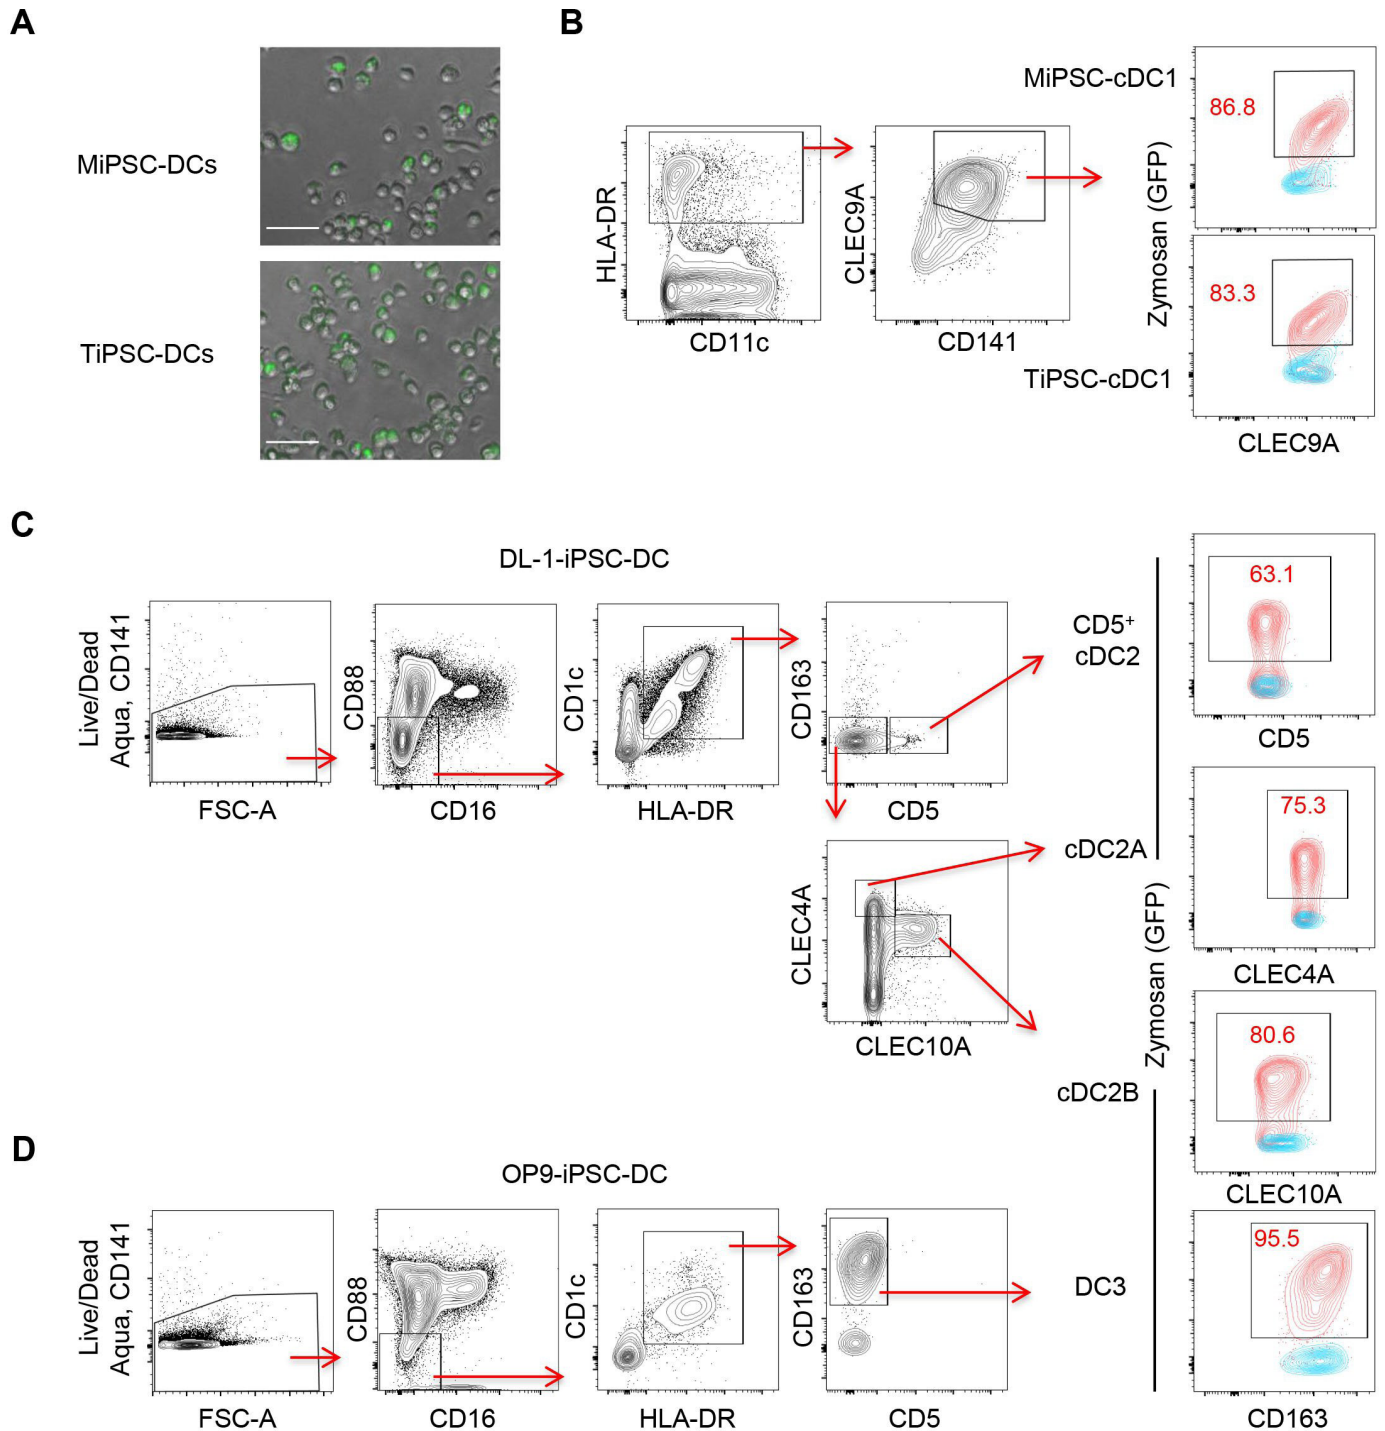 A
MiPSC-DCs
TiPSC-DCs
B
HLA-DR
CD11c
CLEC9A
CD141
MiPSC-cDC1
86.8
83.3
TiPSC-cDC1
Zymosan (GFP)
CLEC9A
C
DL-1-iPSC-DC
Live/Dead
Aqua, CD141
FSC-A
CD88
CD16
CD1c
HLA-DR
CD163
CD5
CLEC4A
CLEC10A
CD5+
cDC2
cDC2A
cDC2B
Zymosan (GFP)
63.1
CD5
75.3
CLEC4A
80.6
CLEC10A
D
OP9-iPSC-DC
Live/Dead
Aqua, CD141
FSC-A
CD88
CD16
CD1c
HLA-DR
CD163
CD5
DC3
95.5
CD163